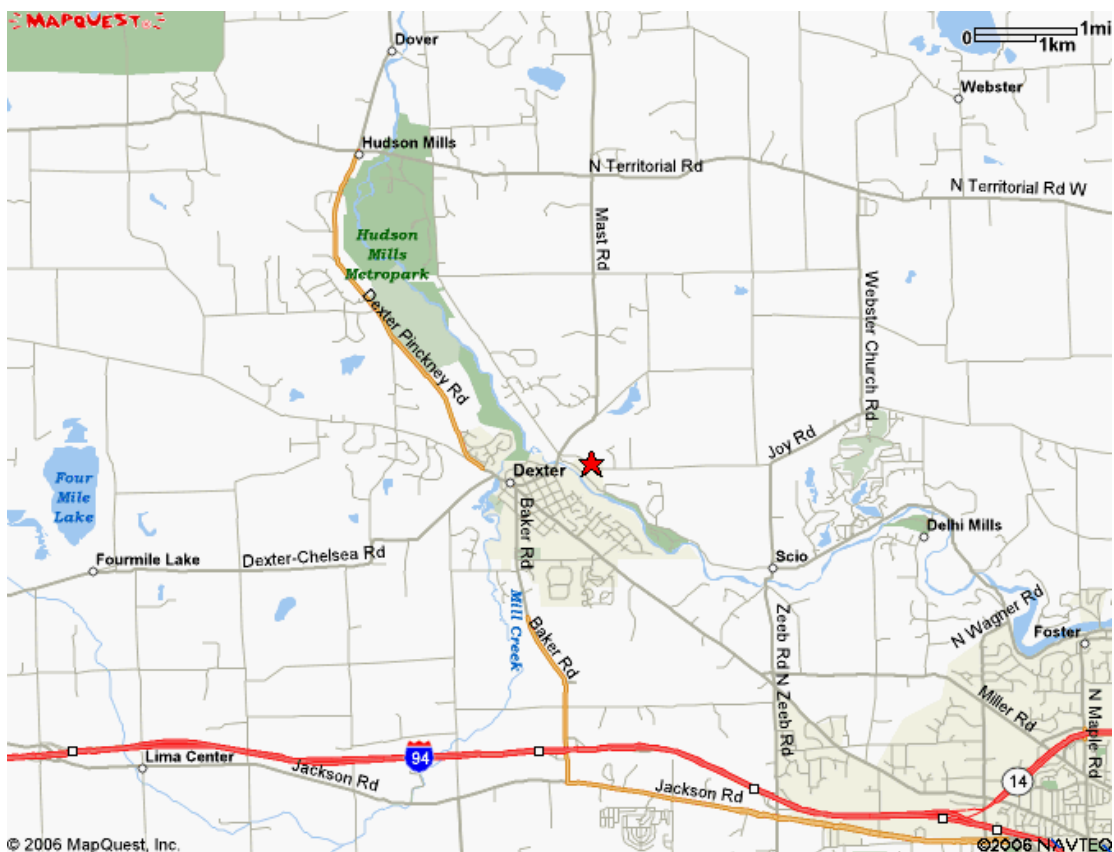 MAPQUEST
Dover
0
1mi
1km
Webster
Hudson Mills
N Territorial Rd
N Territorial Rd W
Mast Rd
Hudson
Mills
Metropark
Webster Church Rd
Dexter Pinckney Rd
Joy Rd
Four
Mile
Lake
Dexter
Baker Rd
Delhi Mills
Fourmile Lake
Dexter-Chelsea Rd
Scio
Mill Creek
N Wagner Rd
Foster
Baker Rd
Zeeb Rd
N Zeeb Rd
Miller Rd
N Maple Rd
Lima Center
94
Jackson Rd
Jackson Rd
14
© 2006 MapQuest, Inc.
©2006 NAVTEQ